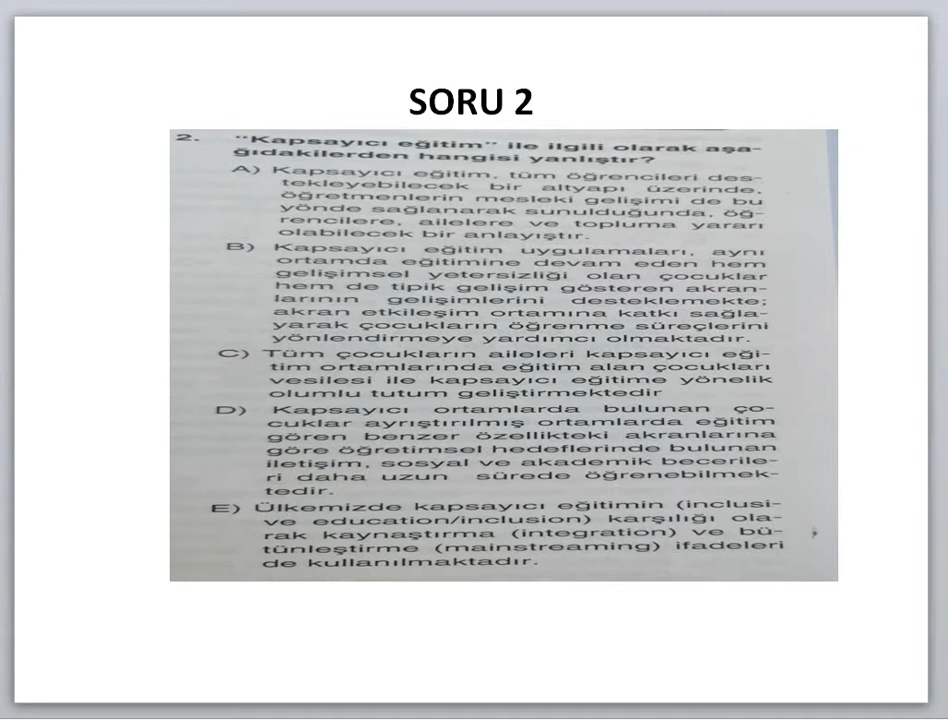 SORU 2
2. "Kapsayıcı eğitim" ile ilgili olarak aşa-
ğıdakilerden hangisi yanlıştır?
A) Kapsayıcı eğitim, tüm öğrencileri des-
tekleyebilecek bir altyapı üzerinde,
öğretmenlerin mesleki gelişimi de bu
yönde sağlanarak sunulduğunda, öğ-
rencilere, ailelere ve topluma yararı
olabilecek bir anlayıştır.
B) Kapsayıcı eğitim uygulamaları, aynı
ortamda eğitimine devam eden hem
gelişimsel yetersizliği olan çocuklar
hem de tipik gelişim gösteren akran-
larının gelişimlerini desteklemekte;
akran etkileşim ortamına katkı sağla-
yarak çocukların öğrenme süreçlerini
yönlendirmeye yardımcı olmaktadır.
C) Tüm çocukların aileleri kapsayıcı eği-
tim ortamlarında eğitim alan çocukları
vesilesi ile kapsayıcı eğitime yönelik
olumlu tutum geliştirmektedir
D) Kapsayıcı ortamlarda bulunan ço-
cuklar ayrıştırılmış ortamlarda eğitim
gören benzer özellikteki akranlarına
göre öğretimsel hedeflerinde bulunan
iletişim, sosyal ve akademik becerile-
ri daha uzun sürede öğrenebilmek-
tedir.
E) Ülkemizde kapsayıcı eğitimin (inclusi-
ve education/inclusion) karşılığı ola-
rak kaynaştırma (integration) ve bü-
tünleştirme (mainstreaming) ifadeleri
de kullanılmaktadır.